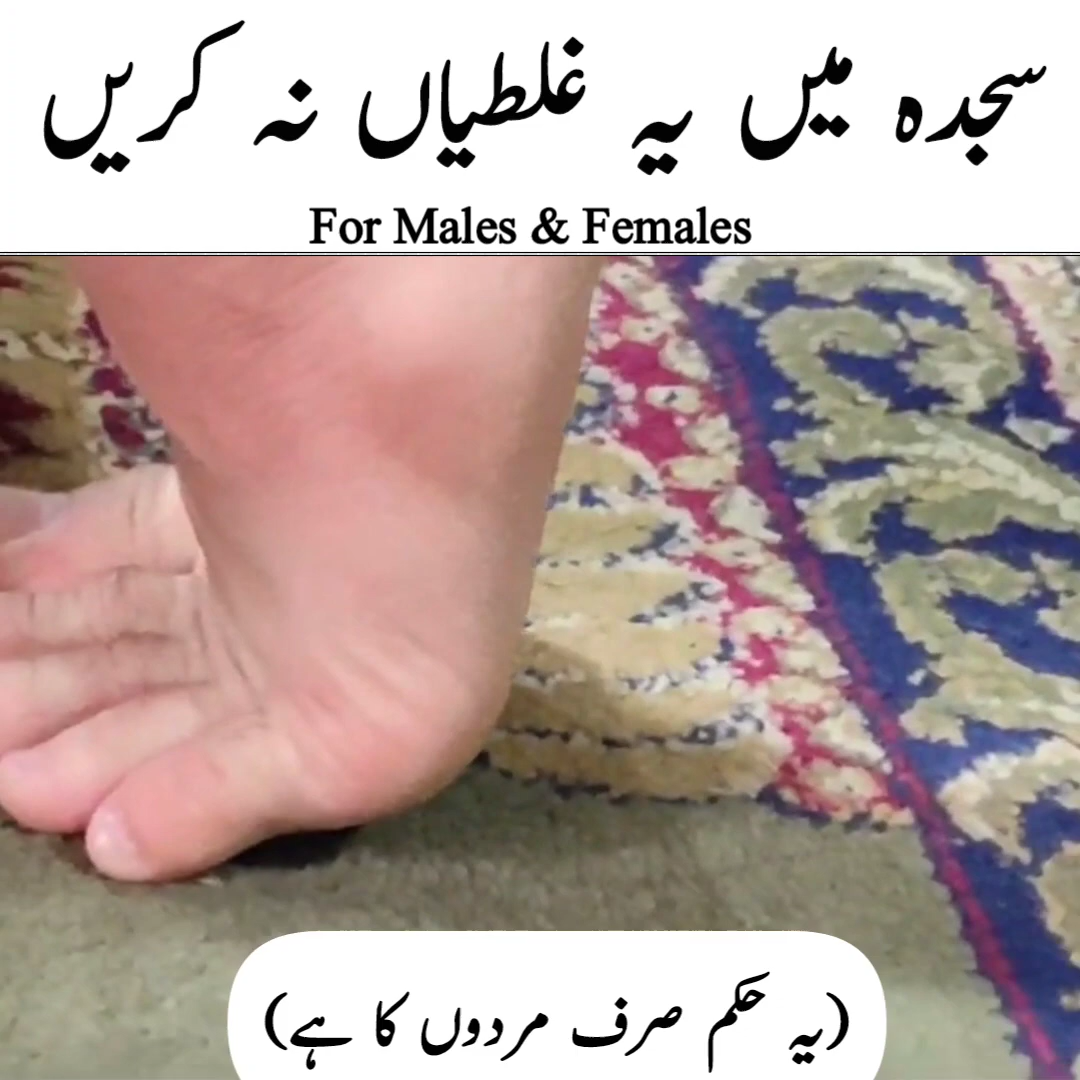 سجدہ میں یہ غلطیاں نہ کریں
For Males & Females
(یہ حکم صرف مردوں کا ہے)